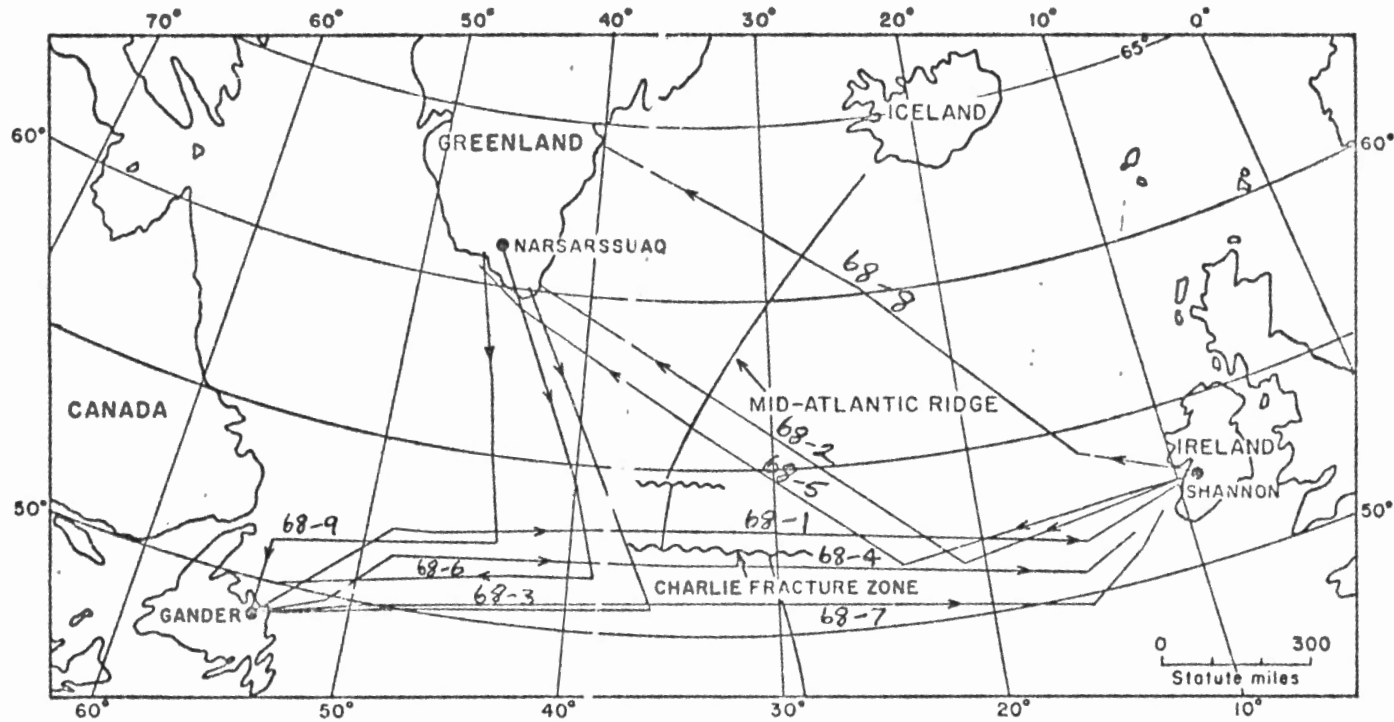 70° 60° 50° 40° 30° 20° 10° 0°
65°
60°
ICELAND
GREENLAND
60°
NARSARSSUAQ
68-8
CANADA
MID-ATLANTIC RIDGE
68-2
IRELAND
68-5
SHANNON
50°
68-9
68-1
50°
68-4
68-6
CHARLIE FRACTURE ZONE
68-3
GANDER
68-7
0 300
Statute miles
60° 50° 40° 30° 20° 10°